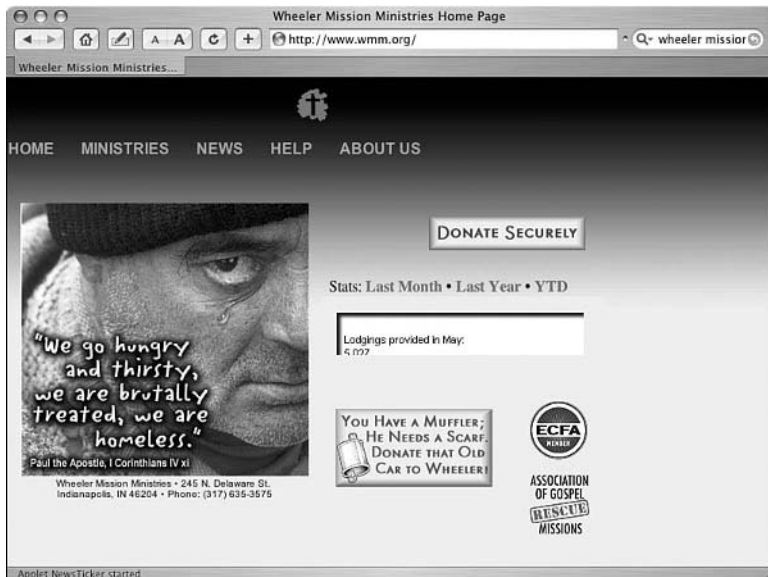 Wheeler Mission Ministries Home Page
A A
http://www.wmm.org/
wheeler mission
Wheeler Mission Ministries...
HOME MINISTRIES NEWS HELP ABOUT US
DONATE SECURELY
Stats: Last Month • Last Year • YTD
Lodgings provided in May:
5,027
"We go hungry
and thirsty,
we are brutally
treated, we are
homeless."
Paul the Apostle, I Corinthians IV xi
Wheeler Mission Ministries • 245 N. Delaware St.
Indianapolis, IN 46204 • Phone: (317) 635-3575
YOU HAVE A MUFFLER;
HE NEEDS A SCARF.
DONATE THAT OLD
CAR TO WHEELER!
ECFA
MEMBER
ASSOCIATION
OF GOSPEL
RESCUE
MISSIONS
Applet NewsTicker started